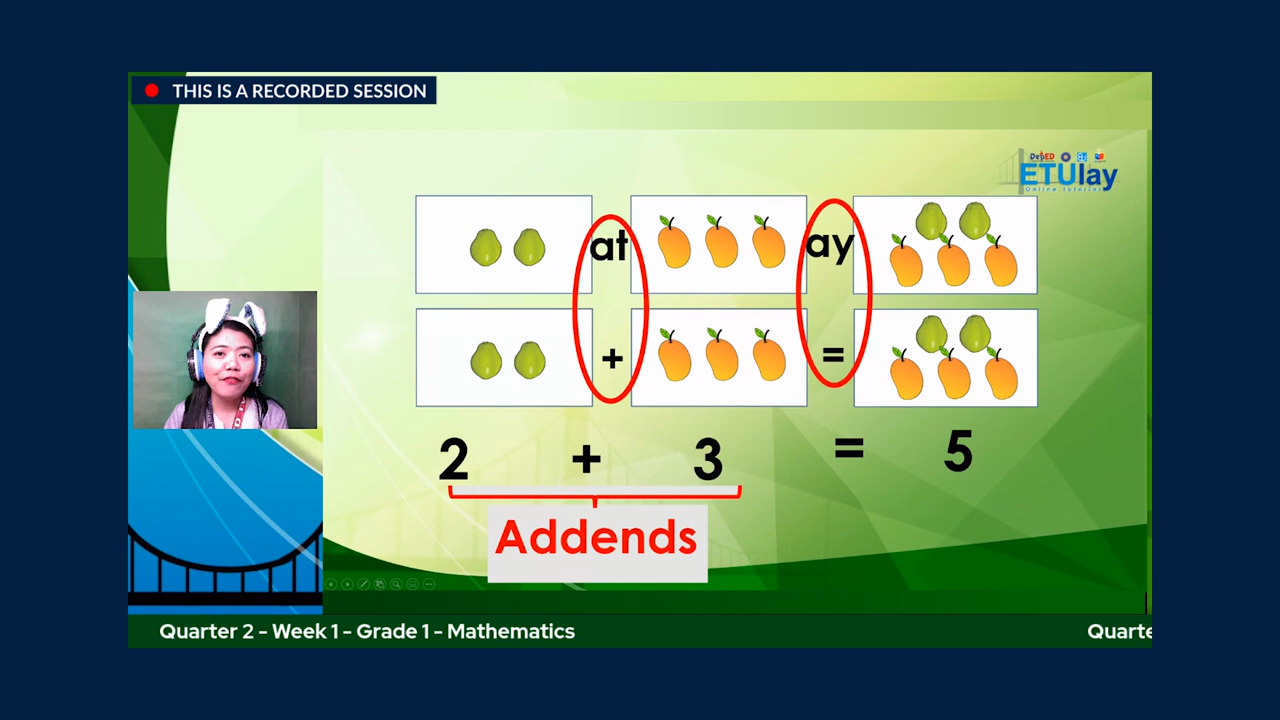 THIS IS A RECORDED SESSION
DepED
ETUlay
Online Tutorial
at
ay
+
=
2 + 3 = 5
Addends
Quarter 2 - Week 1 - Grade 1 - Mathematics
Quarte